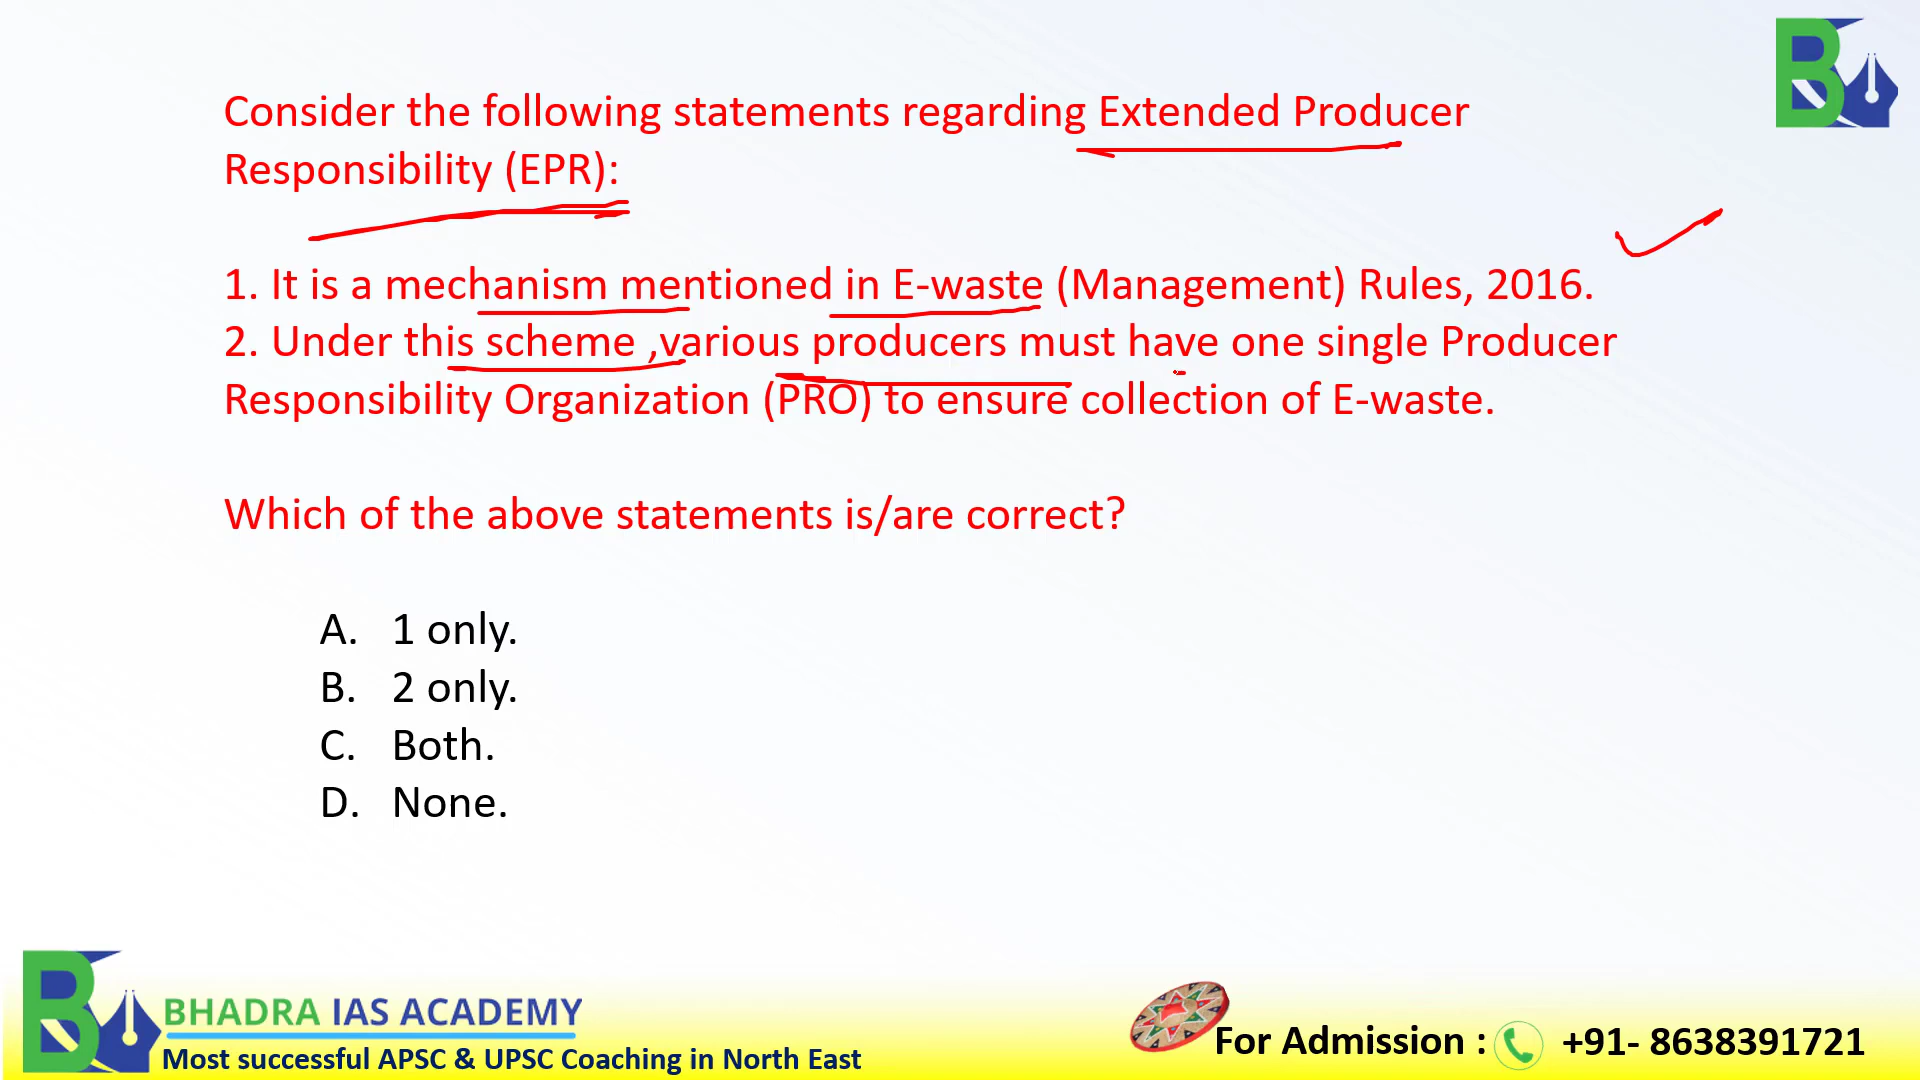 Consider the following statements regarding Extended Producer
Responsibility (EPR):
1. It is a mechanism mentioned in E-waste (Management) Rules, 2016.
2. Under this scheme ,various producers must have one single Producer
Responsibility Organization (PRO) to ensure collection of E-waste.
Which of the above statements is/are correct?
A. 1 only.
B. 2 only.
C. Both.
D. None.
BHADRA IAS ACADEMY
Most successful APSC & UPSC Coaching in North East
For Admission : +91- 8638391721